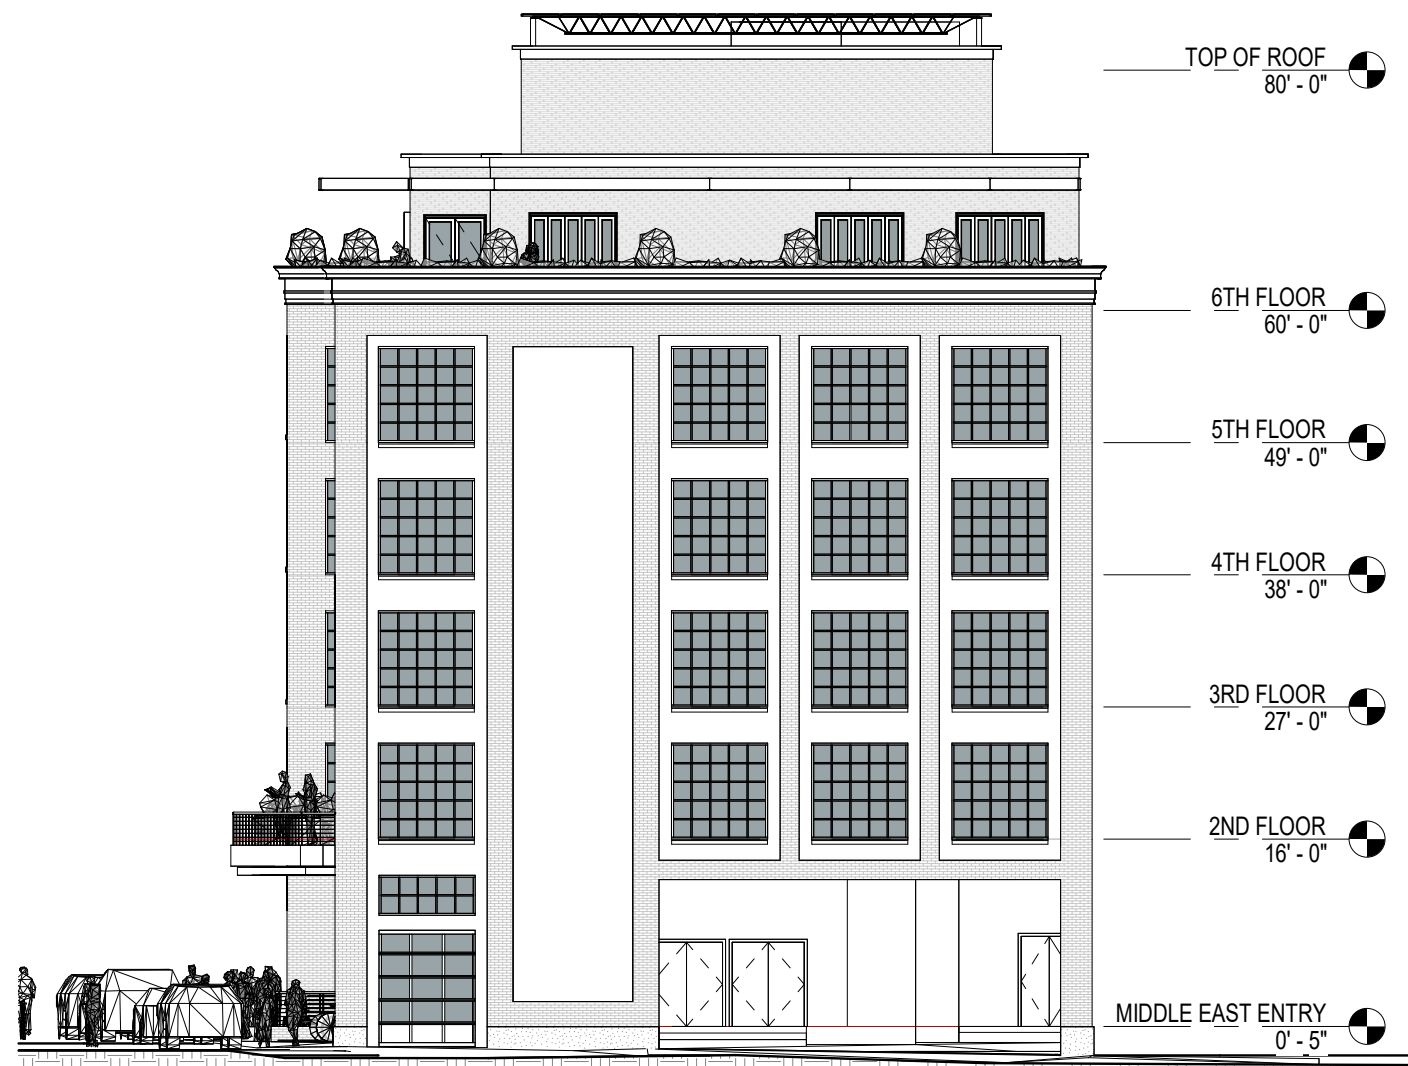 TOP OF ROOF
80' - 0"
6TH FLOOR
60' - 0"
5TH FLOOR
49' - 0"
4TH FLOOR
38' - 0"
3RD FLOOR
27' - 0"
2ND FLOOR
16' - 0"
MIDDLE EAST ENTRY
0' - 5"